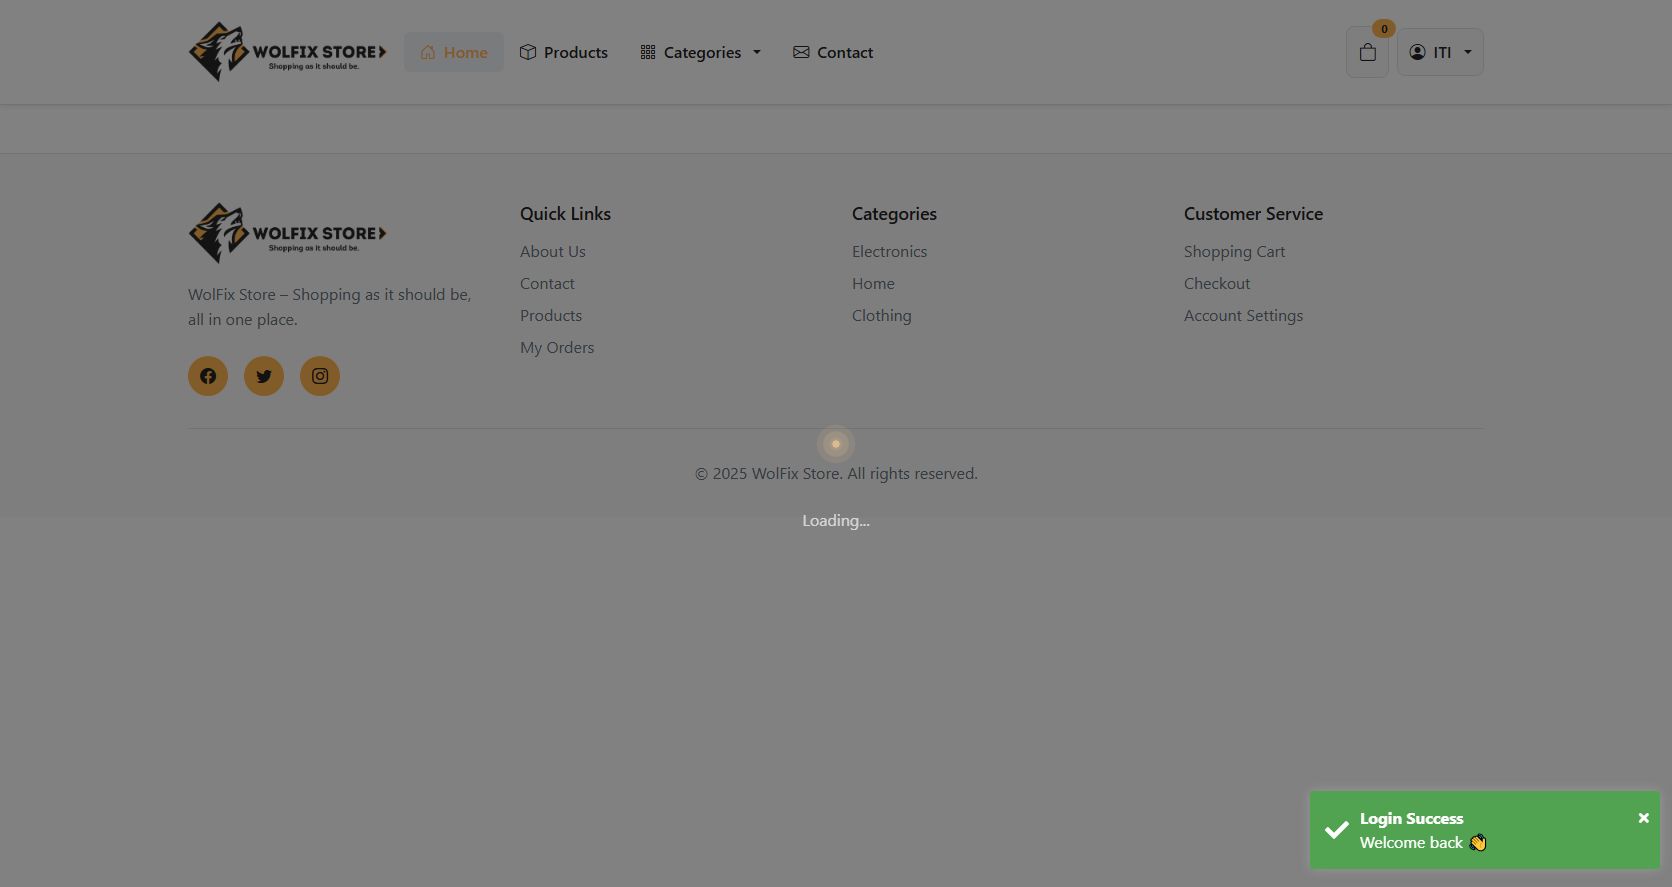 WOLFIX STORE
Shopping as it should be.
Home
Products
Categories
Contact
0
ITI
WOLFIX STORE
Shopping as it should be.
WolFix Store – Shopping as it should be,
all in one place.
Quick Links
About Us
Contact
Products
My Orders
Categories
Electronics
Home
Clothing
Customer Service
Shopping Cart
Checkout
Account Settings
© 2025 WolFix Store. All rights reserved.
Loading...
Login Success
Welcome back 👋